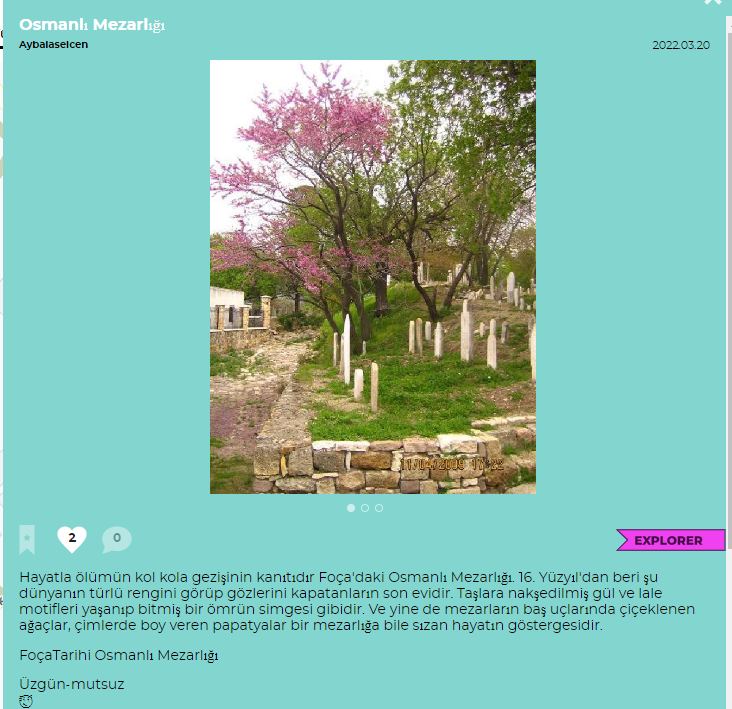 Osmanlı Mezarlığı
Aybalaselcen
2022.03.20
11/04/2009 17:22
2
0
EXPLORER
Hayatla ölümün kol kola gezişinin kanıtıdır Foça'daki Osmanlı Mezarlığı. 16. Yüzyıl'dan beri şu
dünyanın türlü rengini görüp gözlerini kapatanların son evidir. Taşlara nakşedilmiş gül ve lale
motifleri yaşanıp bitmiş bir ömrün simgesi gibidir. Ve yine de mezarların baş uçlarında çiçeklenen
ağaçlar, çimlerde boy veren papatyalar bir mezarlığa bile sızan hayatın göstergesidir.
FoçaTarihi Osmanlı Mezarlığı
Üzgün-mutsuz